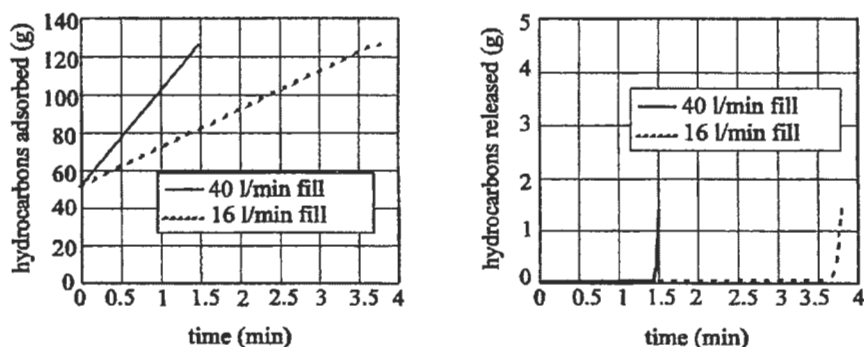 hydrocarbons adsorbed (g)
140
120
100
80
60
40
20
0
40 l/min fill
16 l/min fill
0 0.5 1 1.5 2 2.5 3 3.5 4
time (min)
hydrocarbons released (g)
5
4
3
2
1
0
40 l/min fill
16 l/min fill
0 1 1.5 2 2.5 3 3.5 4
time (min)